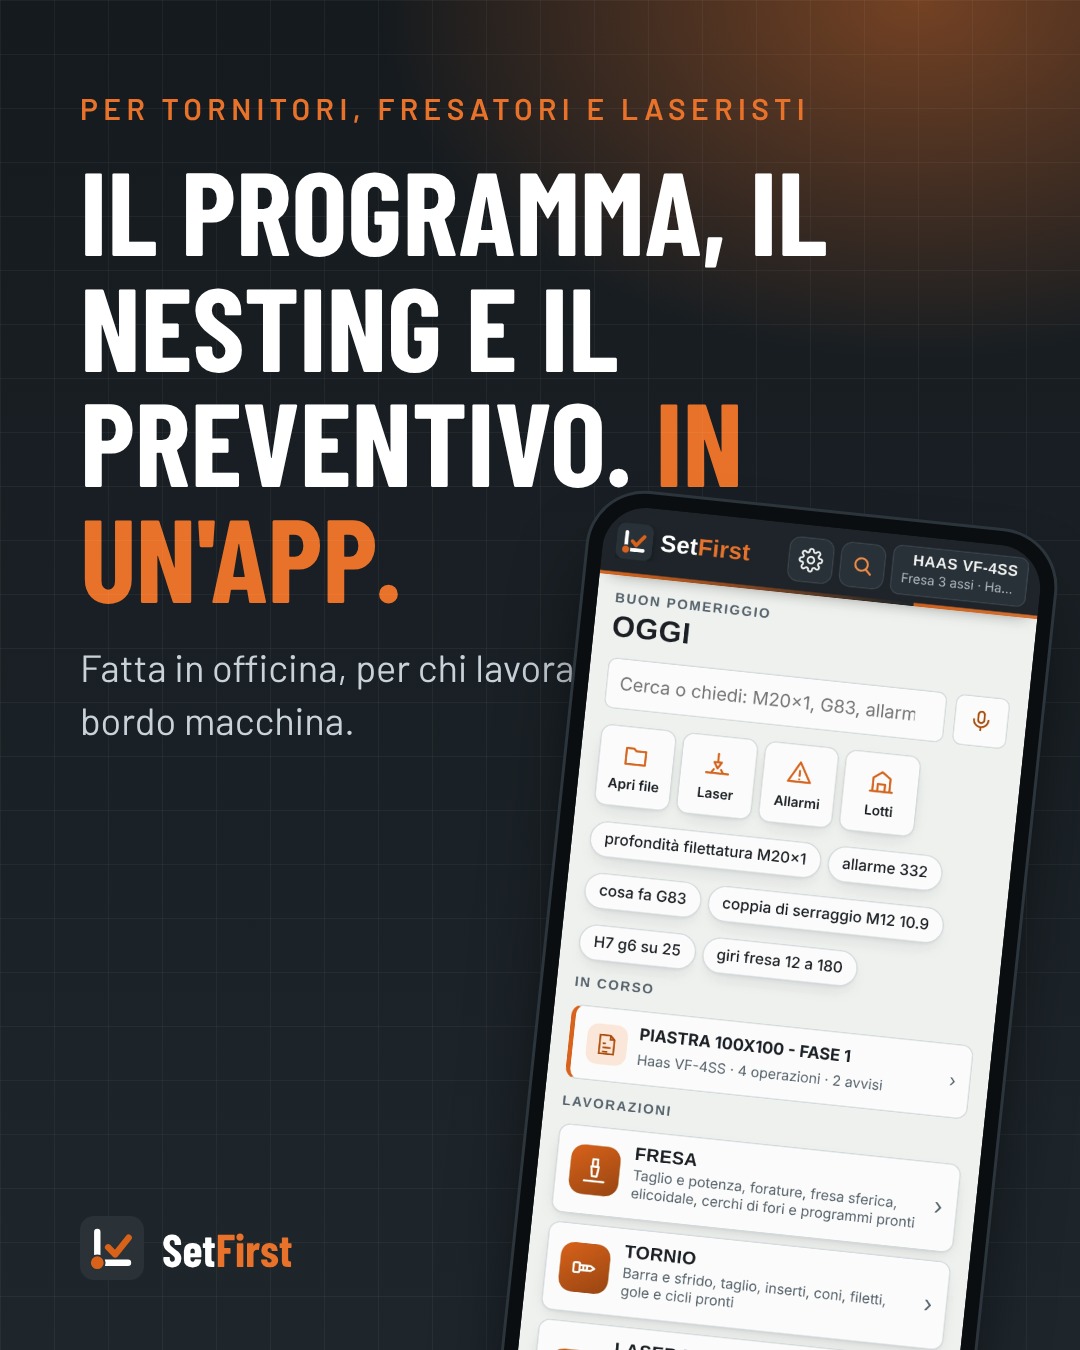 PER TORNITORI, FRESATORI E LASERISTI
IL PROGRAMMA, IL
NESTING E IL
PREVENTIVO. IN
UN'APP.
Fatta in officina, per chi lavora
bordo macchina.
SetFirst
HAAS VF-4SS
Fresa 3 assi · Ha...
BUON POMERIGGIO
OGGI
Cerca o chiedi: M20×1, G83, allarm
Apri file
Laser
Allarmi
Lotti
profondità filettatura M20×1
allarme 332
cosa fa G83
coppia di serraggio M12 10.9
H7 g6 su 25
giri fresa 12 a 180
IN CORSO
PIASTRA 100X100 - FASE 1
Haas VF-4SS · 4 operazioni · 2 avvisi
LAVORAZIONI
FRESA
Taglio e potenza, forature, fresa sferica,
elicoidale, cerchi di fori e programmi pronti
TORNIO
Barra e sfrido, taglio, inserti, coni, filetti,
gole e cicli pronti
SetFirst